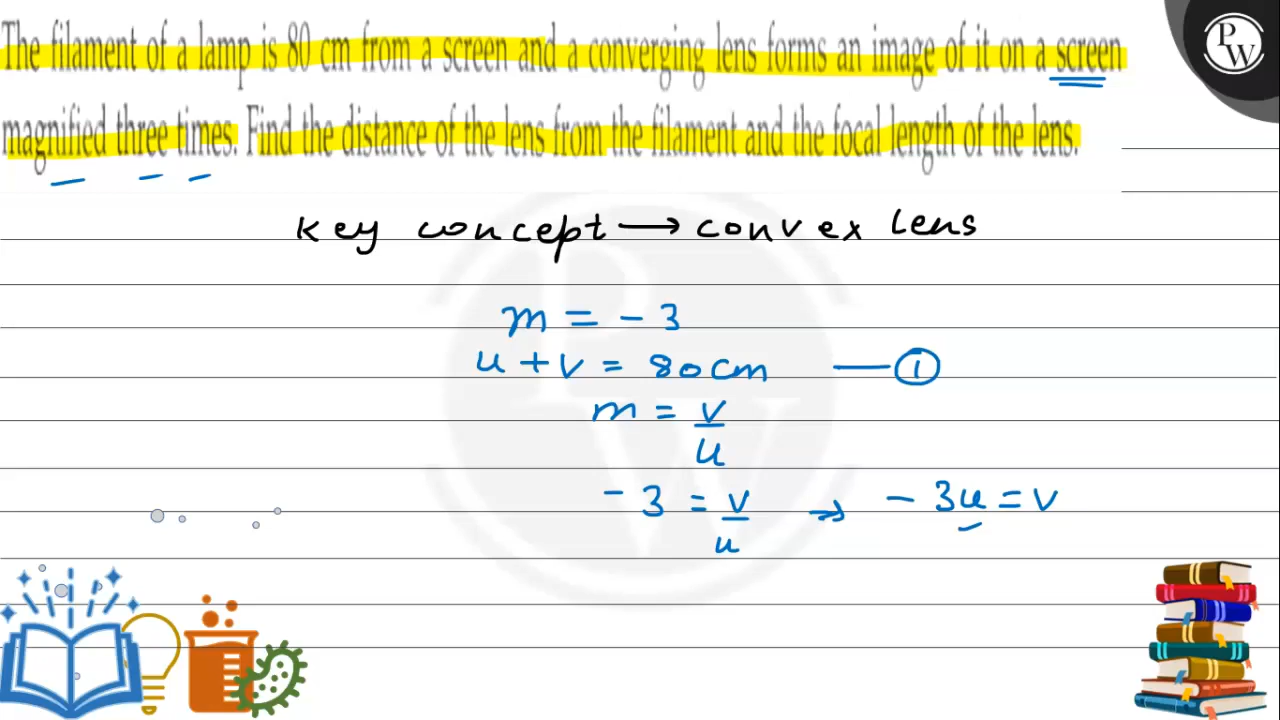 The filament of a lamp is 80 cm from a screen and a converging lens forms an image of it on a screen
magnified three times. Find the distance of the lens from the filament and the focal length of the lens.
PW
Key concept → convex lens
m = - 3
u + v = 80 cm —— ①
m = v/u
- 3 = v/u ⇒ - 3u = v